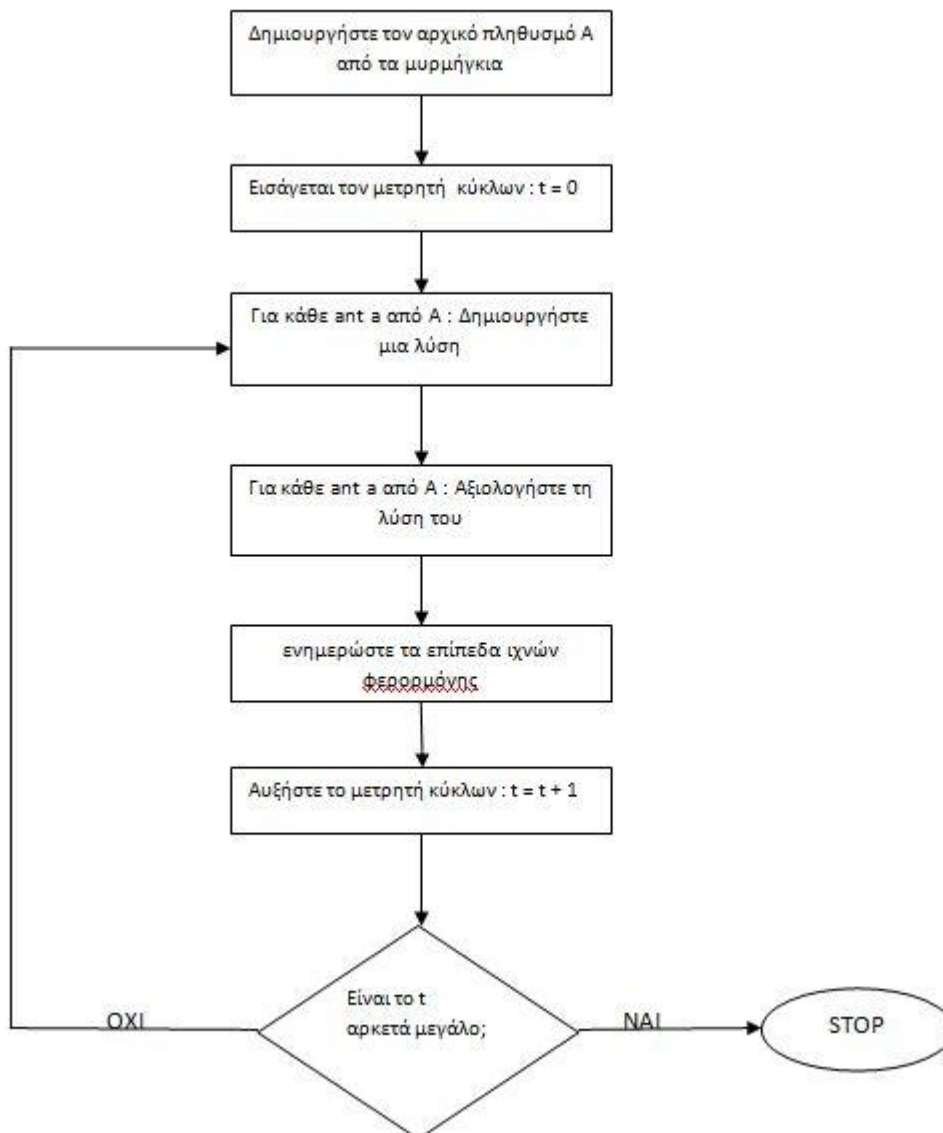 Δημιουργήστε τον αρχικό πληθυσμό Α
από τα μυρμήγκια
Εισάγεται τον μετρητή κύκλων : t = 0
Για κάθε ant a από Α : Δημιουργήστε
μια λύση
Για κάθε ant a από Α : Αξιολογήστε τη
λύση του
ενημερώστε τα επίπεδα ιχνών
φερορμόνης
Αυξήστε το μετρητή κύκλων : t = t + 1
Είναι το t
αρκετά μεγάλο;
ΟΧΙ
ΝΑΙ
STOP